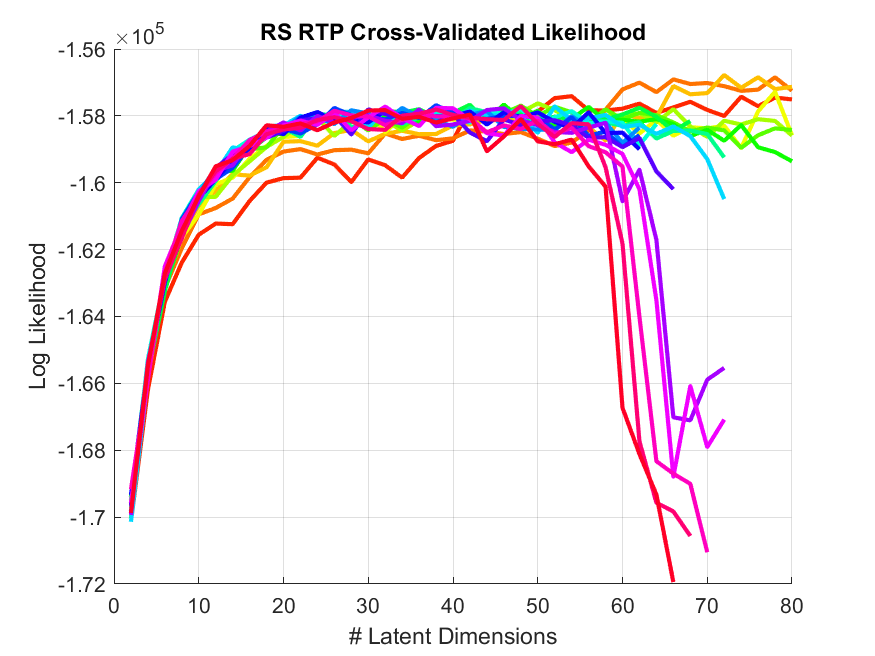 RS RTP Cross-Validated Likelihood
×10^5
-1.56
-1.58
-1.6
-1.62
-1.64
-1.66
-1.68
-1.7
-1.72
Log Likelihood
0 10 20 30 40 50 60 70 80
# Latent Dimensions